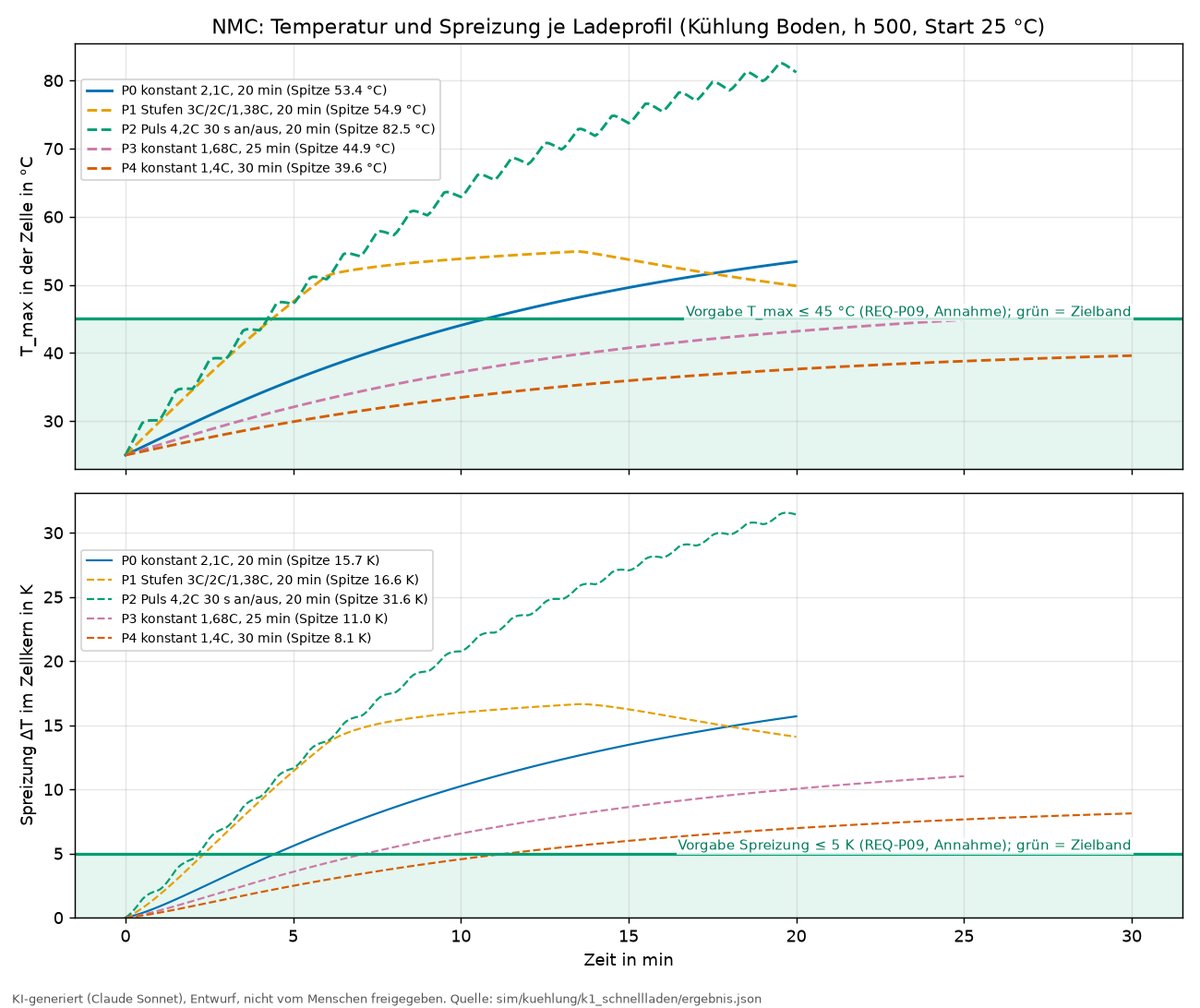 NMC: Temperatur und Spreizung je Ladeprofil (Kühlung Boden, h 500, Start 25 °C)
T_max in der Zelle in °C
80
70
60
50
40
30
P0 konstant 2,1C, 20 min (Spitze 53.4 °C)
P1 Stufen 3C/2C/1,38C, 20 min (Spitze 54.9 °C)
P2 Puls 4,2C 30 s an/aus, 20 min (Spitze 82.5 °C)
P3 konstant 1,68C, 25 min (Spitze 44.9 °C)
P4 konstant 1,4C, 30 min (Spitze 39.6 °C)
Vorgabe T_max ≤ 45 °C (REQ-P09, Annahme); grün = Zielband
Spreizung ΔT im Zellkern in K
30
25
20
15
10
5
0
P0 konstant 2,1C, 20 min (Spitze 15.7 K)
P1 Stufen 3C/2C/1,38C, 20 min (Spitze 16.6 K)
P2 Puls 4,2C 30 s an/aus, 20 min (Spitze 31.6 K)
P3 konstant 1,68C, 25 min (Spitze 11.0 K)
P4 konstant 1,4C, 30 min (Spitze 8.1 K)
Vorgabe Spreizung ≤ 5 K (REQ-P09, Annahme); grün = Zielband
0 5 10 15 20 25 30
Zeit in min
KI-generiert (Claude Sonnet), Entwurf, nicht vom Menschen freigegeben. Quelle: sim/kuehlung/k1_schnellladen/ergebnis.json